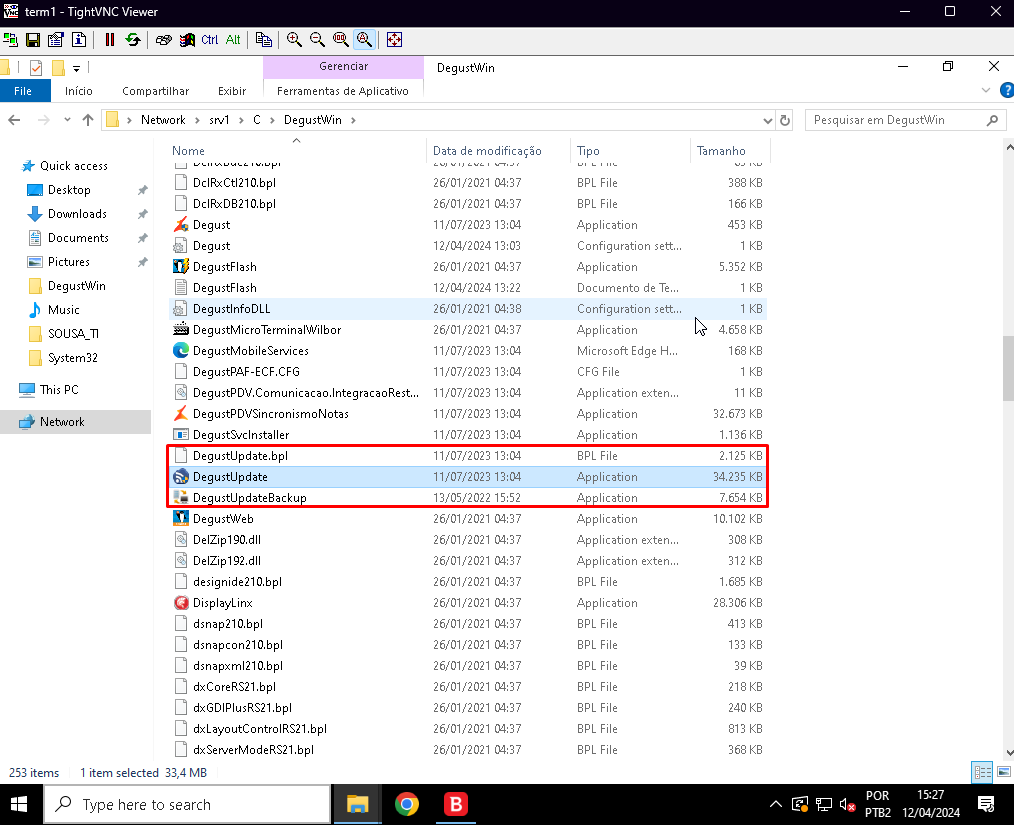 term1 - TightVNC Viewer
Ctrl Alt
Gerenciar DegustWin
File Início Compartilhar Exibir Ferramentas de Aplicativo
Network srv1 C DegustWin Pesquisar em DegustWin
Nome Data de modificação Tipo Tamanho
Quick access
Desktop
Downloads
Documents
Pictures
DegustWin
Music
SOUSA_TI
System32
This PC
Network
DclRxBde210.bpl 26/01/2021 04:37 BPL File 63 KB
DclRxCtl210.bpl 26/01/2021 04:37 BPL File 388 KB
DclRxDB210.bpl 26/01/2021 04:37 BPL File 166 KB
Degust 11/07/2023 13:04 Application 453 KB
Degust 12/04/2024 13:03 Configuration sett... 1 KB
DegustFlash 26/01/2021 04:37 Application 5.352 KB
DegustFlash 12/04/2024 13:22 Documento de Te... 1 KB
DegustInfoDLL 26/01/2021 04:38 Configuration sett... 1 KB
DegustMicroTerminalWilbor 26/01/2021 04:37 Application 4.658 KB
DegustMobileServices 11/07/2023 13:04 Microsoft Edge H... 168 KB
DegustPAF-ECF.CFG 11/07/2023 13:04 CFG File 1 KB
DegustPDV.Comunicacao.IntegracaoRest... 11/07/2023 13:04 Application exten... 11 KB
DegustPDVSincronismoNotas 11/07/2023 13:04 Application 32.673 KB
DegustSvcInstaller 11/07/2023 13:04 Application 1.136 KB
DegustUpdate.bpl 11/07/2023 13:04 BPL File 2.125 KB
DegustUpdate 11/07/2023 13:04 Application 34.235 KB
DegustUpdateBackup 13/05/2022 15:52 Application 7.654 KB
DegustWeb 26/01/2021 04:37 Application 10.102 KB
DelZip190.dll 26/01/2021 04:37 Application exten... 308 KB
DelZip192.dll 26/01/2021 04:37 Application exten... 312 KB
designide210.bpl 26/01/2021 04:37 BPL File 1.685 KB
DisplayLinx 26/01/2021 04:37 Application 28.306 KB
dsnap210.bpl 26/01/2021 04:37 BPL File 413 KB
dsnapcon210.bpl 26/01/2021 04:37 BPL File 133 KB
dsnapxml210.bpl 26/01/2021 04:37 BPL File 39 KB
dxCoreRS21.bpl 26/01/2021 04:37 BPL File 218 KB
dxGDIPlusRS21.bpl 26/01/2021 04:37 BPL File 240 KB
dxLayoutControlRS21.bpl 26/01/2021 04:37 BPL File 813 KB
dxServerModeRS21.bpl 26/01/2021 04:37 BPL File 368 KB
253 items 1 item selected 33,4 MB
Type here to search
B
POR
PTB2
15:27
12/04/2024